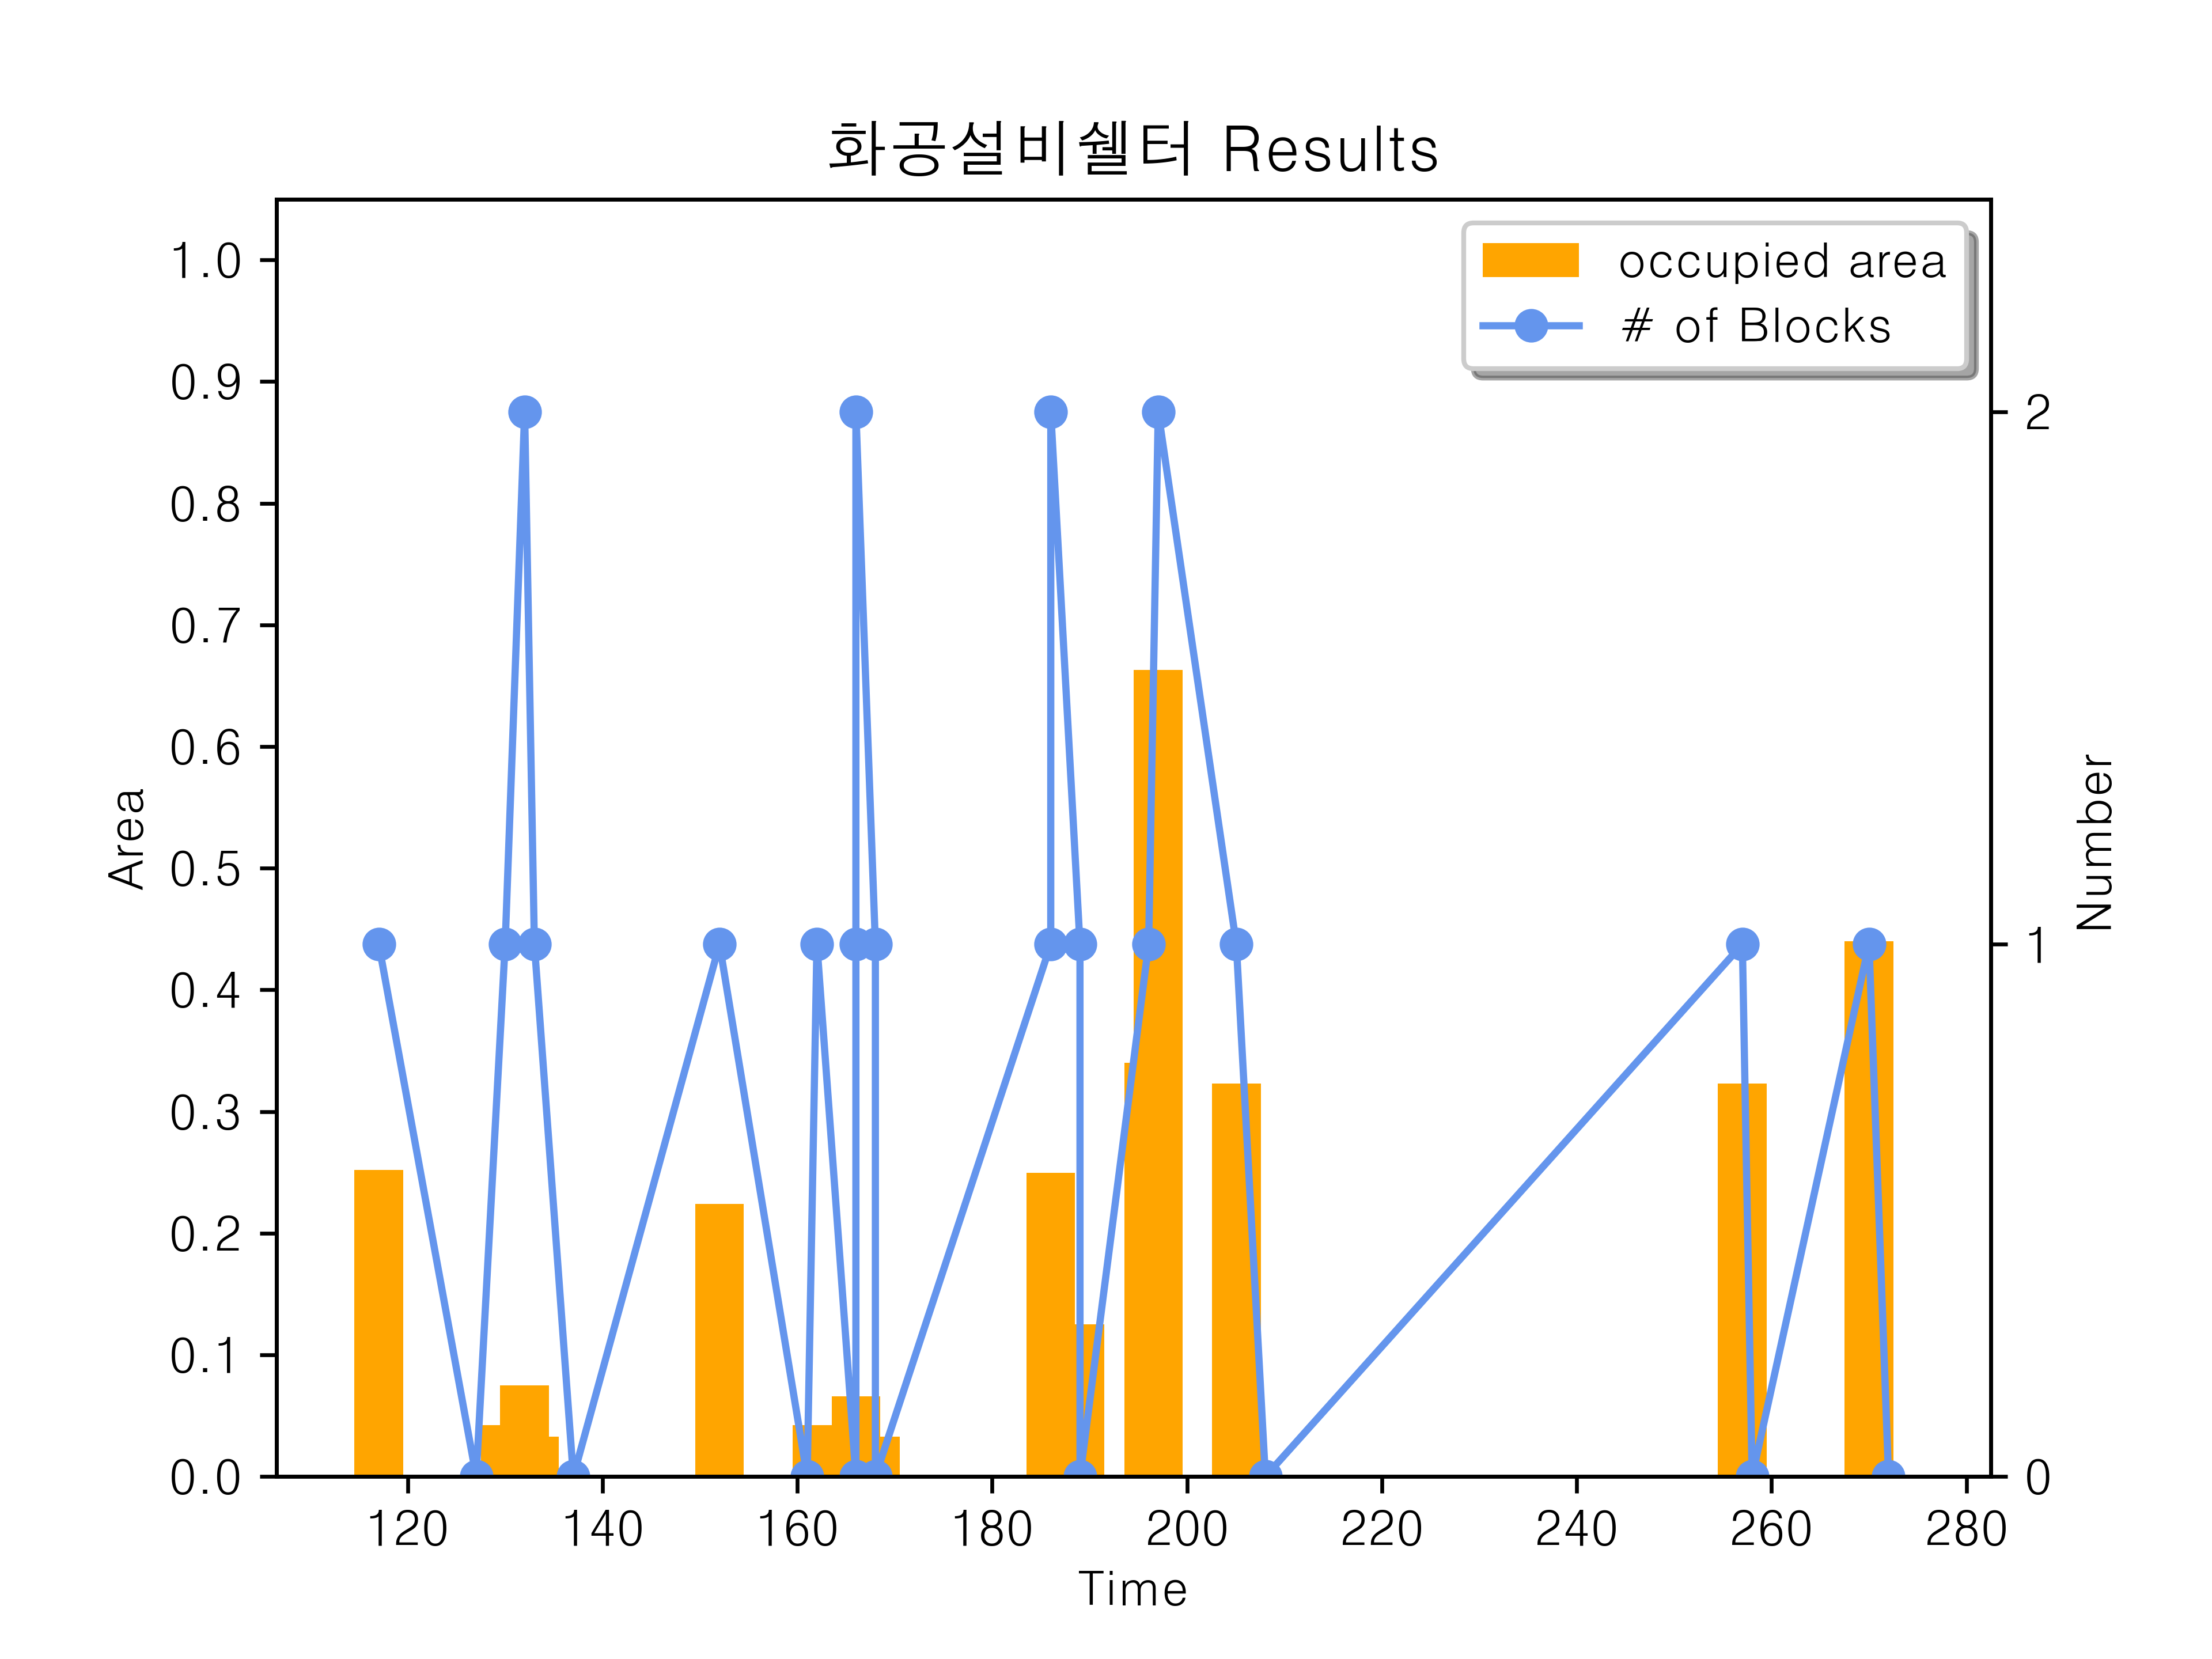 화공설비쉘터 Results
occupied area
# of Blocks
1.0
0.9
0.8
0.7
0.6
0.5
0.4
0.3
0.2
0.1
0.0
Area
2
1
0
Number
120 140 160 180 200 220 240 260 280
Time